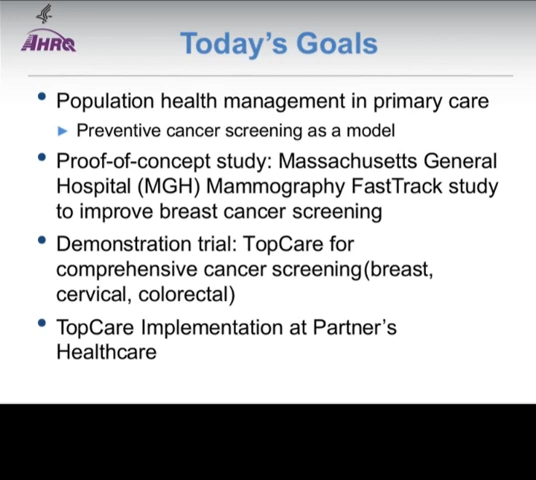 AHRQ
Today's Goals
• Population health management in primary care
► Preventive cancer screening as a model
• Proof-of-concept study: Massachusetts General
Hospital (MGH) Mammography FastTrack study
to improve breast cancer screening
• Demonstration trial: TopCare for
comprehensive cancer screening(breast,
cervical, colorectal)
• TopCare Implementation at Partner's
Healthcare